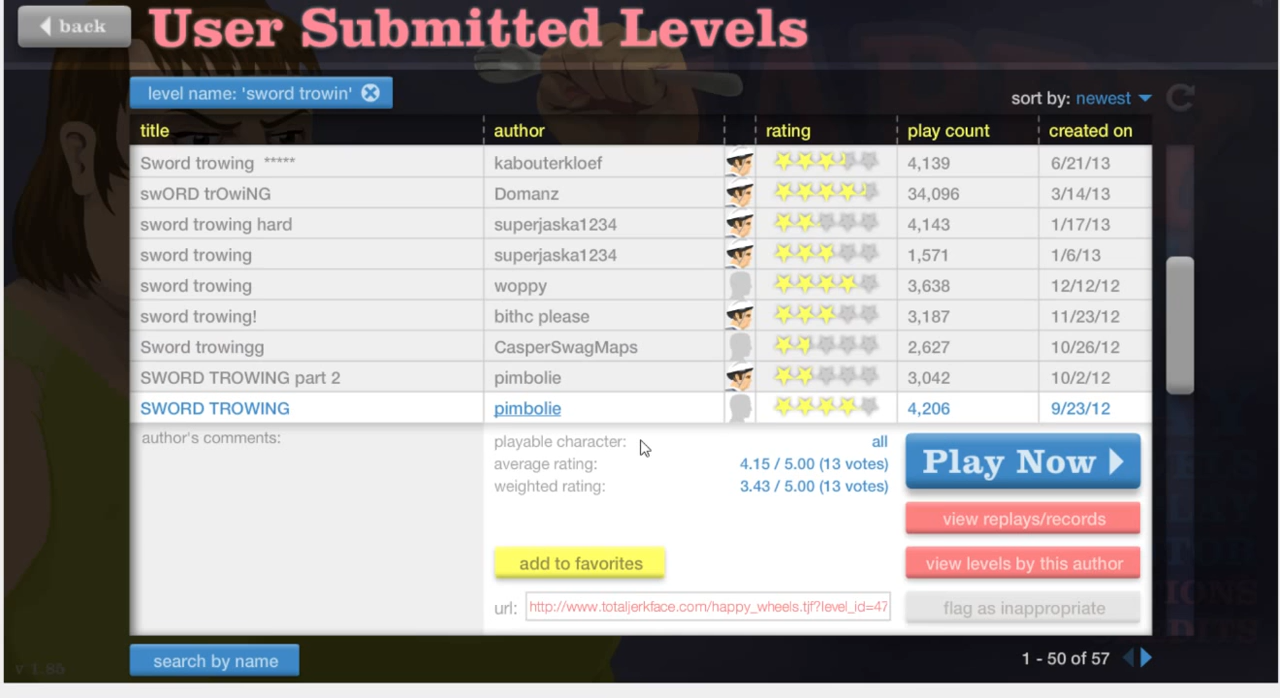 back
User Submitted Levels
level name: 'sword trowin'
sort by: newest
title author rating play count created on
Sword trowing ***** kabouterkloef 4,139 6/21/13
swORD trOwiNG Domanz 34,096 3/14/13
sword trowing hard superjaska1234 4,143 1/17/13
sword trowing superjaska1234 1,571 1/6/13
sword trowing woppy 3,638 12/12/12
sword trowing! bithc please 3,187 11/23/12
Sword trowingg CasperSwagMaps 2,627 10/26/12
SWORD TROWING part 2 pimbolie 3,042 10/2/12
SWORD TROWING pimbolie 4,206 9/23/12
author's comments:
playable character: all
average rating: 4.15 / 5.00 (13 votes)
weighted rating: 3.43 / 5.00 (13 votes)
Play Now
view replays/records
add to favorites
view levels by this author
url: http://www.totaljerkface.com/happy_wheels.tjf?level_id=47
flag as inappropriate
search by name
1 - 50 of 57
v 1.85